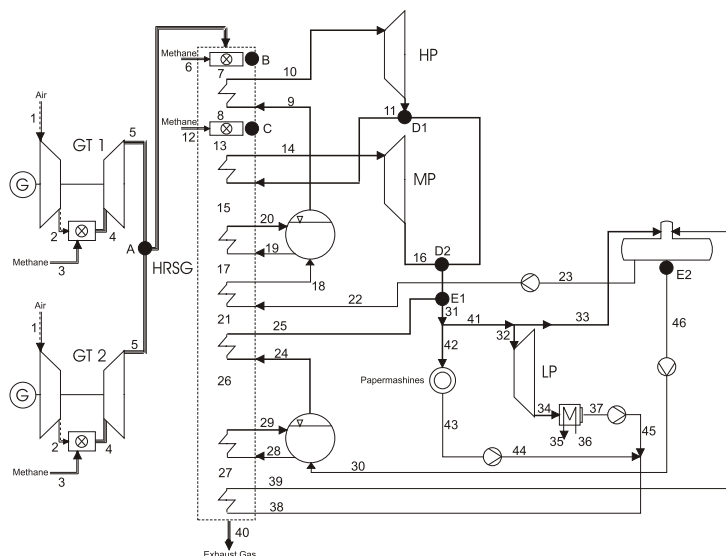 Methane
6
7
B
10
HP
9
8
Methane
12
C
13
11
D1
Air
1
GT 1
5
14
MP
G
2
4
Methane
3
A
HRSG
15
20
19
18
17
16
D2
23
E2
22
E1
21
25
31
41
33
46
Air
1
GT 2
5
24
42
32
26
Papermashines
LP
G
2
4
Methane
3
29
28
43
34
37
35
36
45
44
27
30
39
38
40
Exhaust Gas